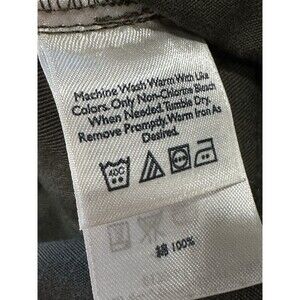 Machine Wash Warm With Like
Colors. Only Non-Chlorine Bleach
When Needed. Tumble Dry.
Remove Promptly. Warm Iron As
Desired.
40C
綿 100%